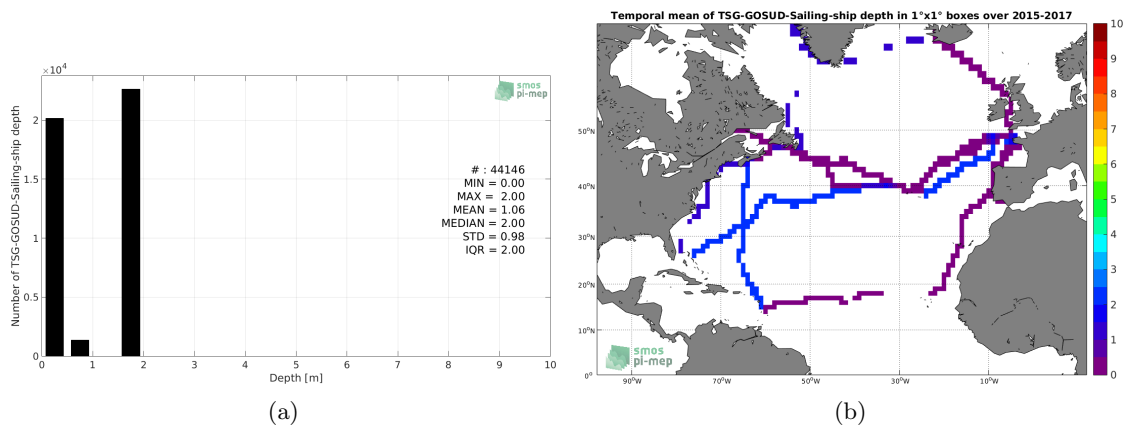 ×10⁴
smos
pi-mep
Number of TSG-GOSUD-Sailing-ship depth
2
1.5
1
0.5
0
# : 44146
MIN = 0.00
MAX = 2.00
MEAN = 1.06
MEDIAN = 2.00
STD = 0.98
IQR = 2.00
0 1 2 3 4 5 6 7 8 9 10
Depth [m]
(a)
Temporal mean of TSG-GOSUD-Sailing-ship depth in 1°x1° boxes over 2015-2017
50°N
40°N
30°N
20°N
10°N
0°
90°W 70°W 50°W 30°W 10°W
smos
pi-mep
10
9
8
7
6
5
4
3
2
1
0
(b)